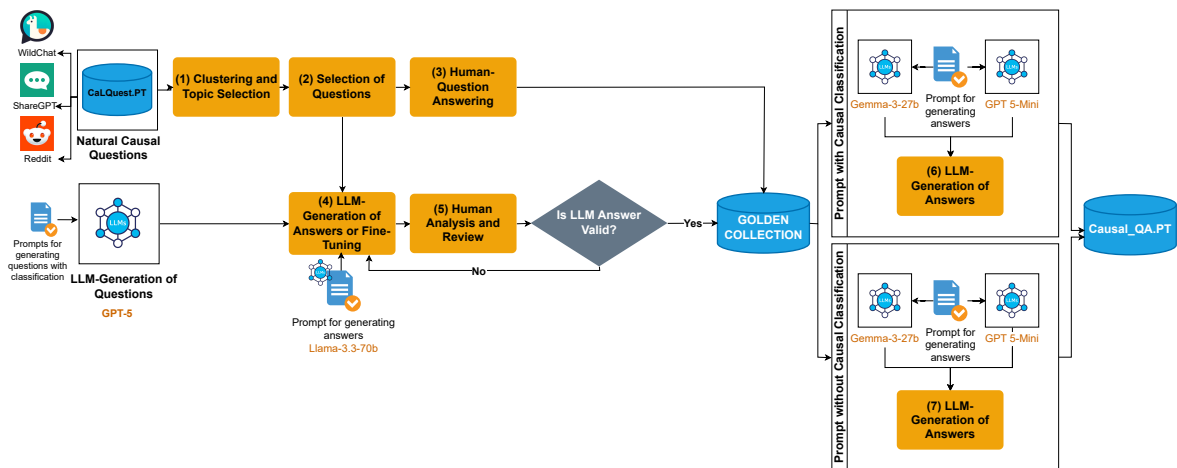 WildChat
ShareGPT
Reddit
CaLQuest.PT
Natural Causal
Questions
(1) Clustering and
Topic Selection
(2) Selection of
Questions
(3) Human-
Question
Answering
Prompts for
generating
questions with
classification
LLMs
LLM-Generation of
Questions
GPT-5
(4) LLM-
Generation of
Answers or Fine-
Tuning
(5) Human
Analysis and
Review
Is LLM Answer
Valid?
Yes
No
LLMs
Prompt for generating
answers
Llama-3.3-70b
GOLDEN
COLLECTION
Prompt with Causal Classification
LLMs
Gemma-3-27b
Prompt for
generating
answers
LLMs
GPT 5-Mini
(6) LLM-
Generation of
Answers
Prompt without Causal Classification
LLMs
Gemma-3-27b
Prompt for
generating
answers
LLMs
GPT 5-Mini
(7) LLM-
Generation of
Answers
Causal_QA.PT